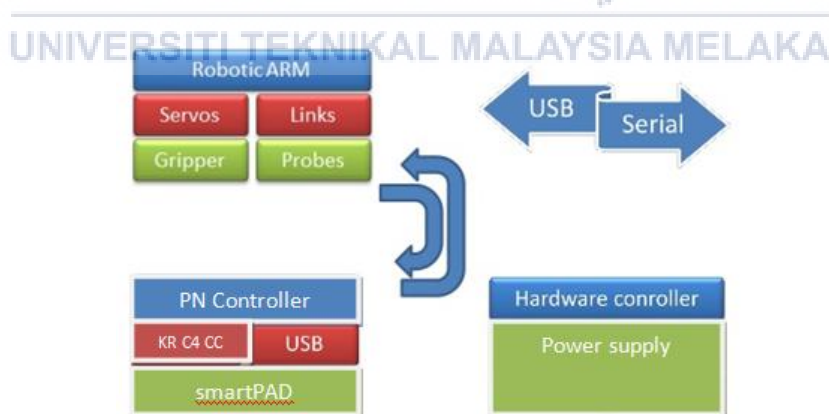 UNIVERSITI TEKNIKAL MALAYSIA MELAKA
Robotic ARM
Servos
Links
Gripper
Probes
USB
Serial
PN Controller
KR C4 CC
USB
smartPAD
Hardware conroller
Power supply